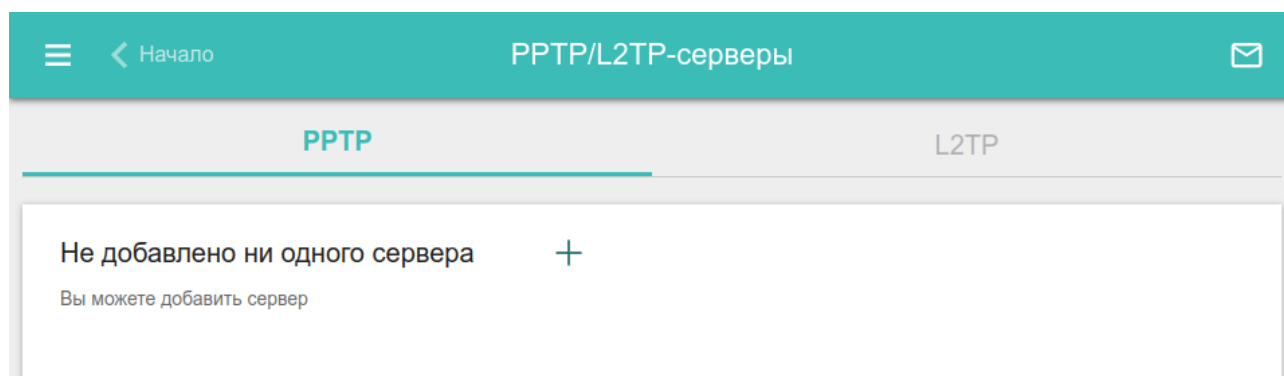 Начало
PPTP/L2TP-серверы
PPTP
L2TP
Не добавлено ни одного сервера
Вы можете добавить сервер